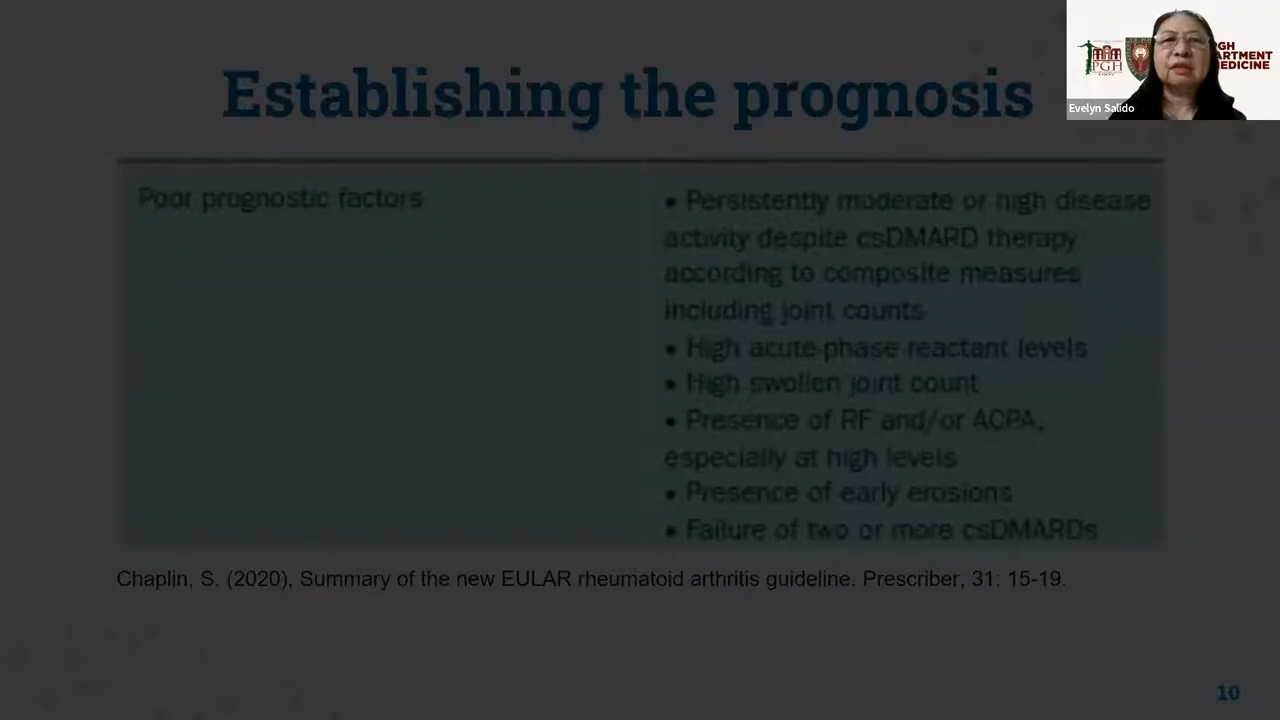 Establishing the prognosis
PGH
1907
PGH
ARTMENT
MEDICINE
Evelyn Salido
Poor prognostic factors
• Persistently moderate or high disease
activity despite csDMARD therapy
according to composite measures
including joint counts
• High acute-phase reactant levels
• High swollen joint count
• Presence of RF and/or ACPA,
especially at high levels
• Presence of early erosions
• Failure of two or more csDMARDs
Chaplin, S. (2020), Summary of the new EULAR rheumatoid arthritis guideline. Prescriber, 31: 15-19.
10